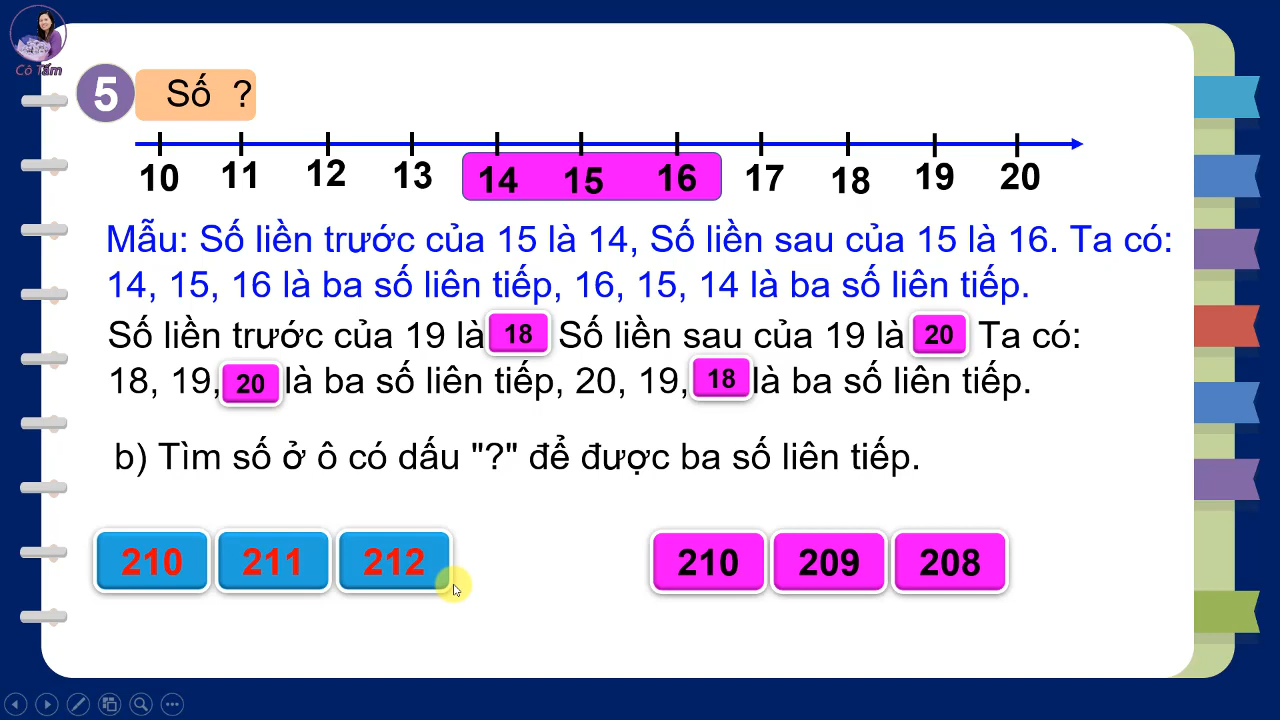 Cô Tấm
5 Số ?
10 11 12 13 14 15 16 17 18 19 20
Mẫu: Số liền trước của 15 là 14, Số liền sau của 15 là 16. Ta có:
14, 15, 16 là ba số liên tiếp, 16, 15, 14 là ba số liên tiếp.
Số liền trước của 19 là 18 Số liền sau của 19 là 20 Ta có:
18, 19, 20 là ba số liên tiếp, 20, 19, 18 là ba số liên tiếp.
b) Tìm số ở ô có dấu "?" để được ba số liên tiếp.
210 211 212 210 209 208